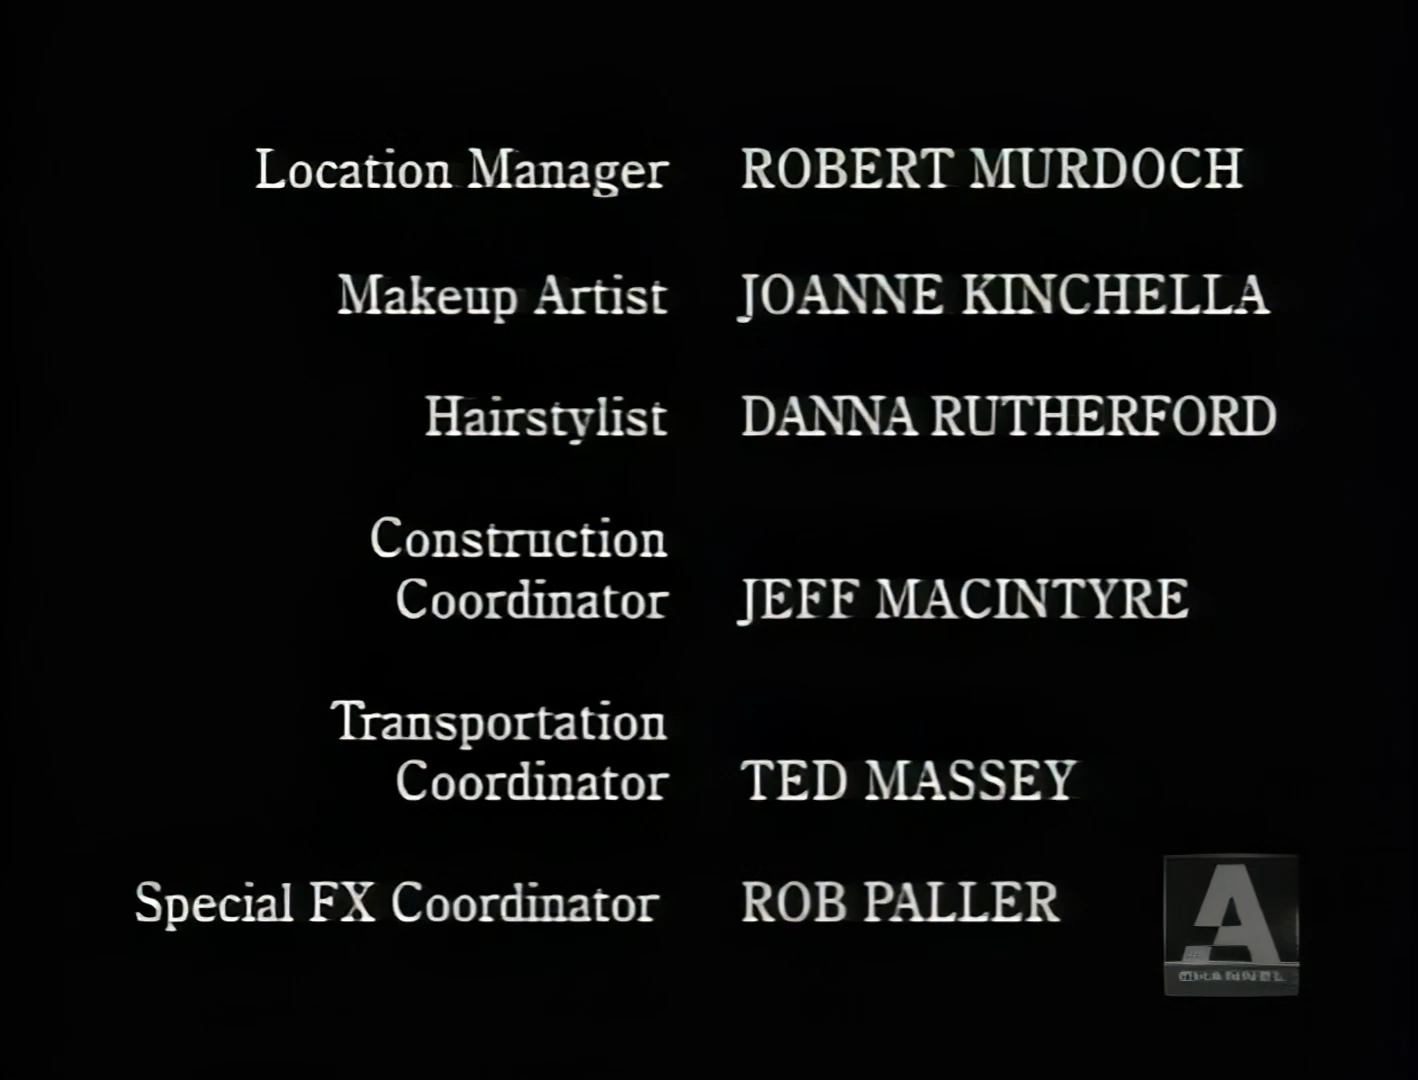 Location Manager ROBERT MURDOCH
Makeup Artist JOANNE KINCHELLA
Hairstylist DANNA RUTHERFORD
Construction
Coordinator JEFF MACINTYRE
Transportation
Coordinator TED MASSEY
Special FX Coordinator ROB PALLER
A